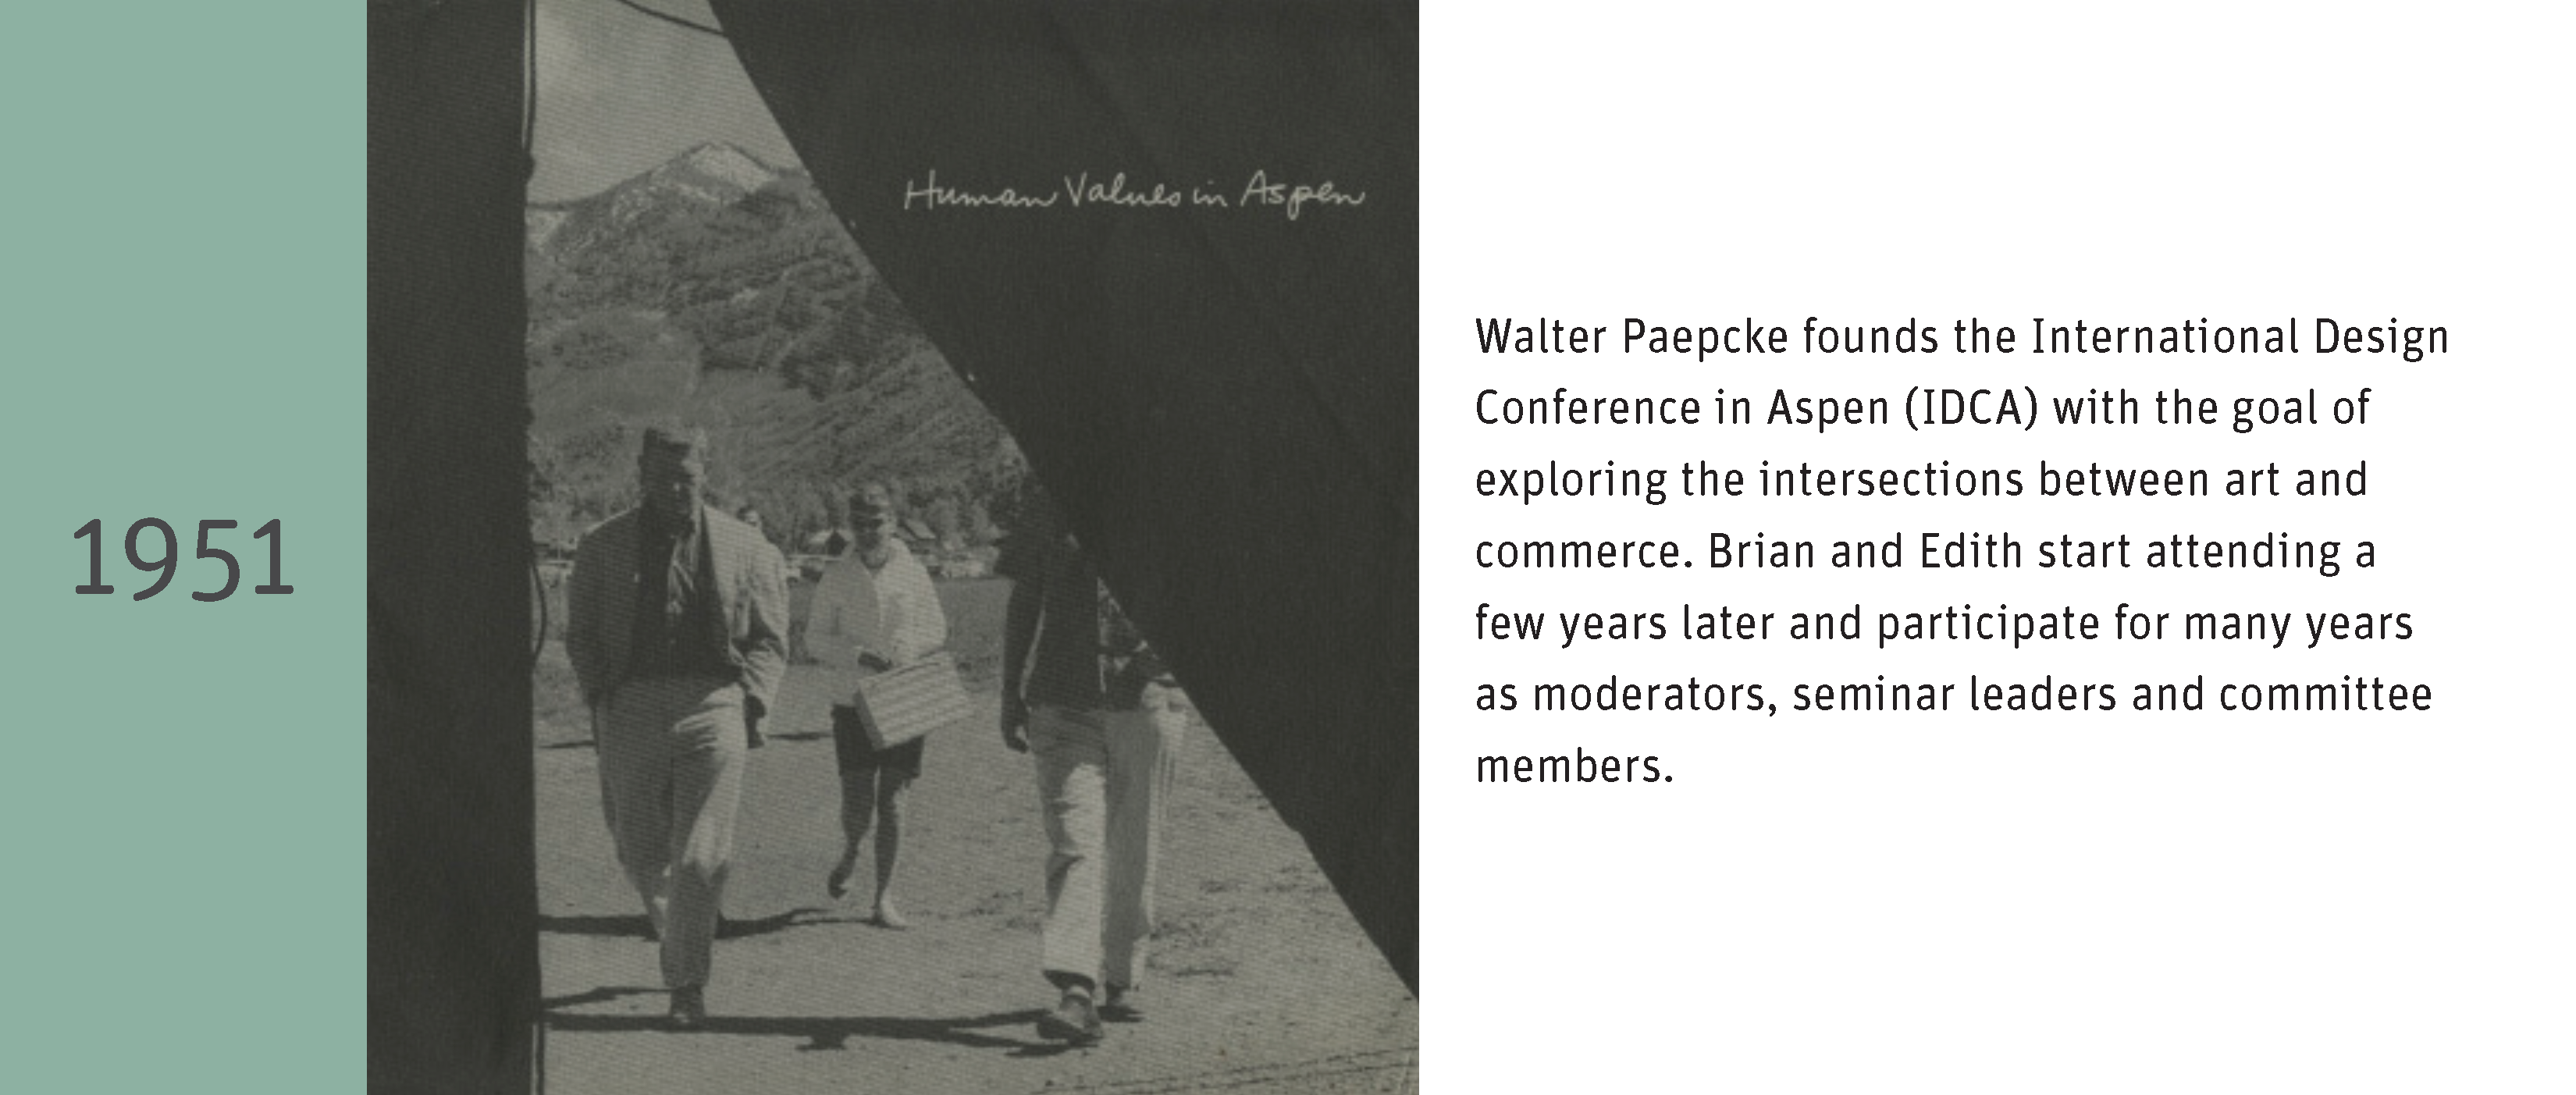 1951
Human Values in Aspen
Walter Paepcke founds the International Design
Conference in Aspen (IDCA) with the goal of
exploring the intersections between art and
commerce. Brian and Edith start attending a
few years later and participate for many years
as moderators, seminar leaders and committee
members.